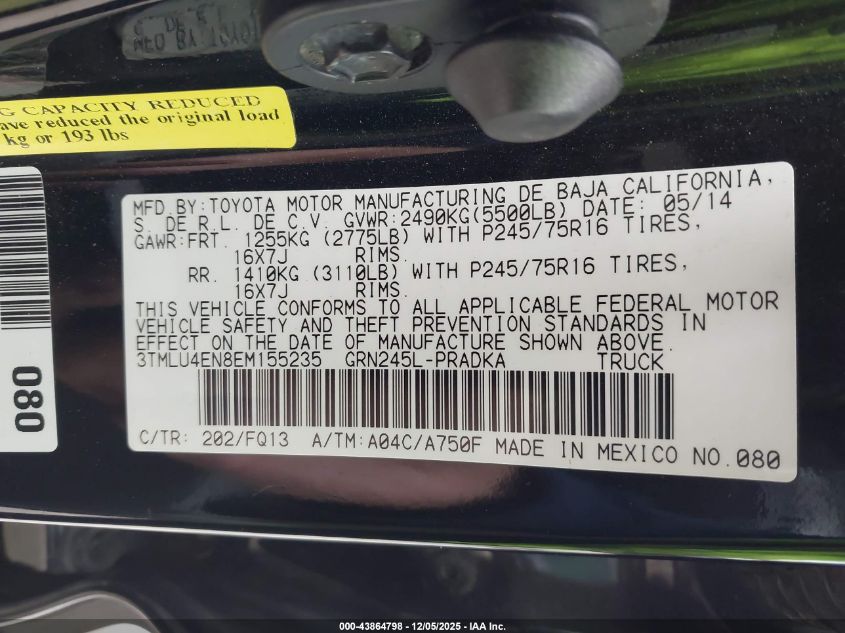 G CAPACITY REDUCED
ave reduced the original load
kg or 193 lbs
MFD BY:TOYOTA MOTOR MANUFACTURING DE BAJA CALIFORNIA,
S. DE R.L. DE C.V. GVWR:2490KG(5500LB) DATE: 05/14
GAWR:FRT. 1255KG (2775LB) WITH P245/75R16 TIRES,
16X7J RIMS.
RR. 1410KG (3110LB) WITH P245/75R16 TIRES,
16X7J RIMS.
THIS VEHICLE CONFORMS TO ALL APPLICABLE FEDERAL MOTOR
VEHICLE SAFETY AND THEFT PREVENTION STANDARDS IN
EFFECT ON THE DATE OF MANUFACTURE SHOWN ABOVE.
3TMLU4EN8EM155235 GRN245L-PRADKA TRUCK
C/TR: 202/FQ13 A/TM:A04C/A750F MADE IN MEXICO NO.080
080
000-43864798 - 12/05/2025 - IAA Inc.